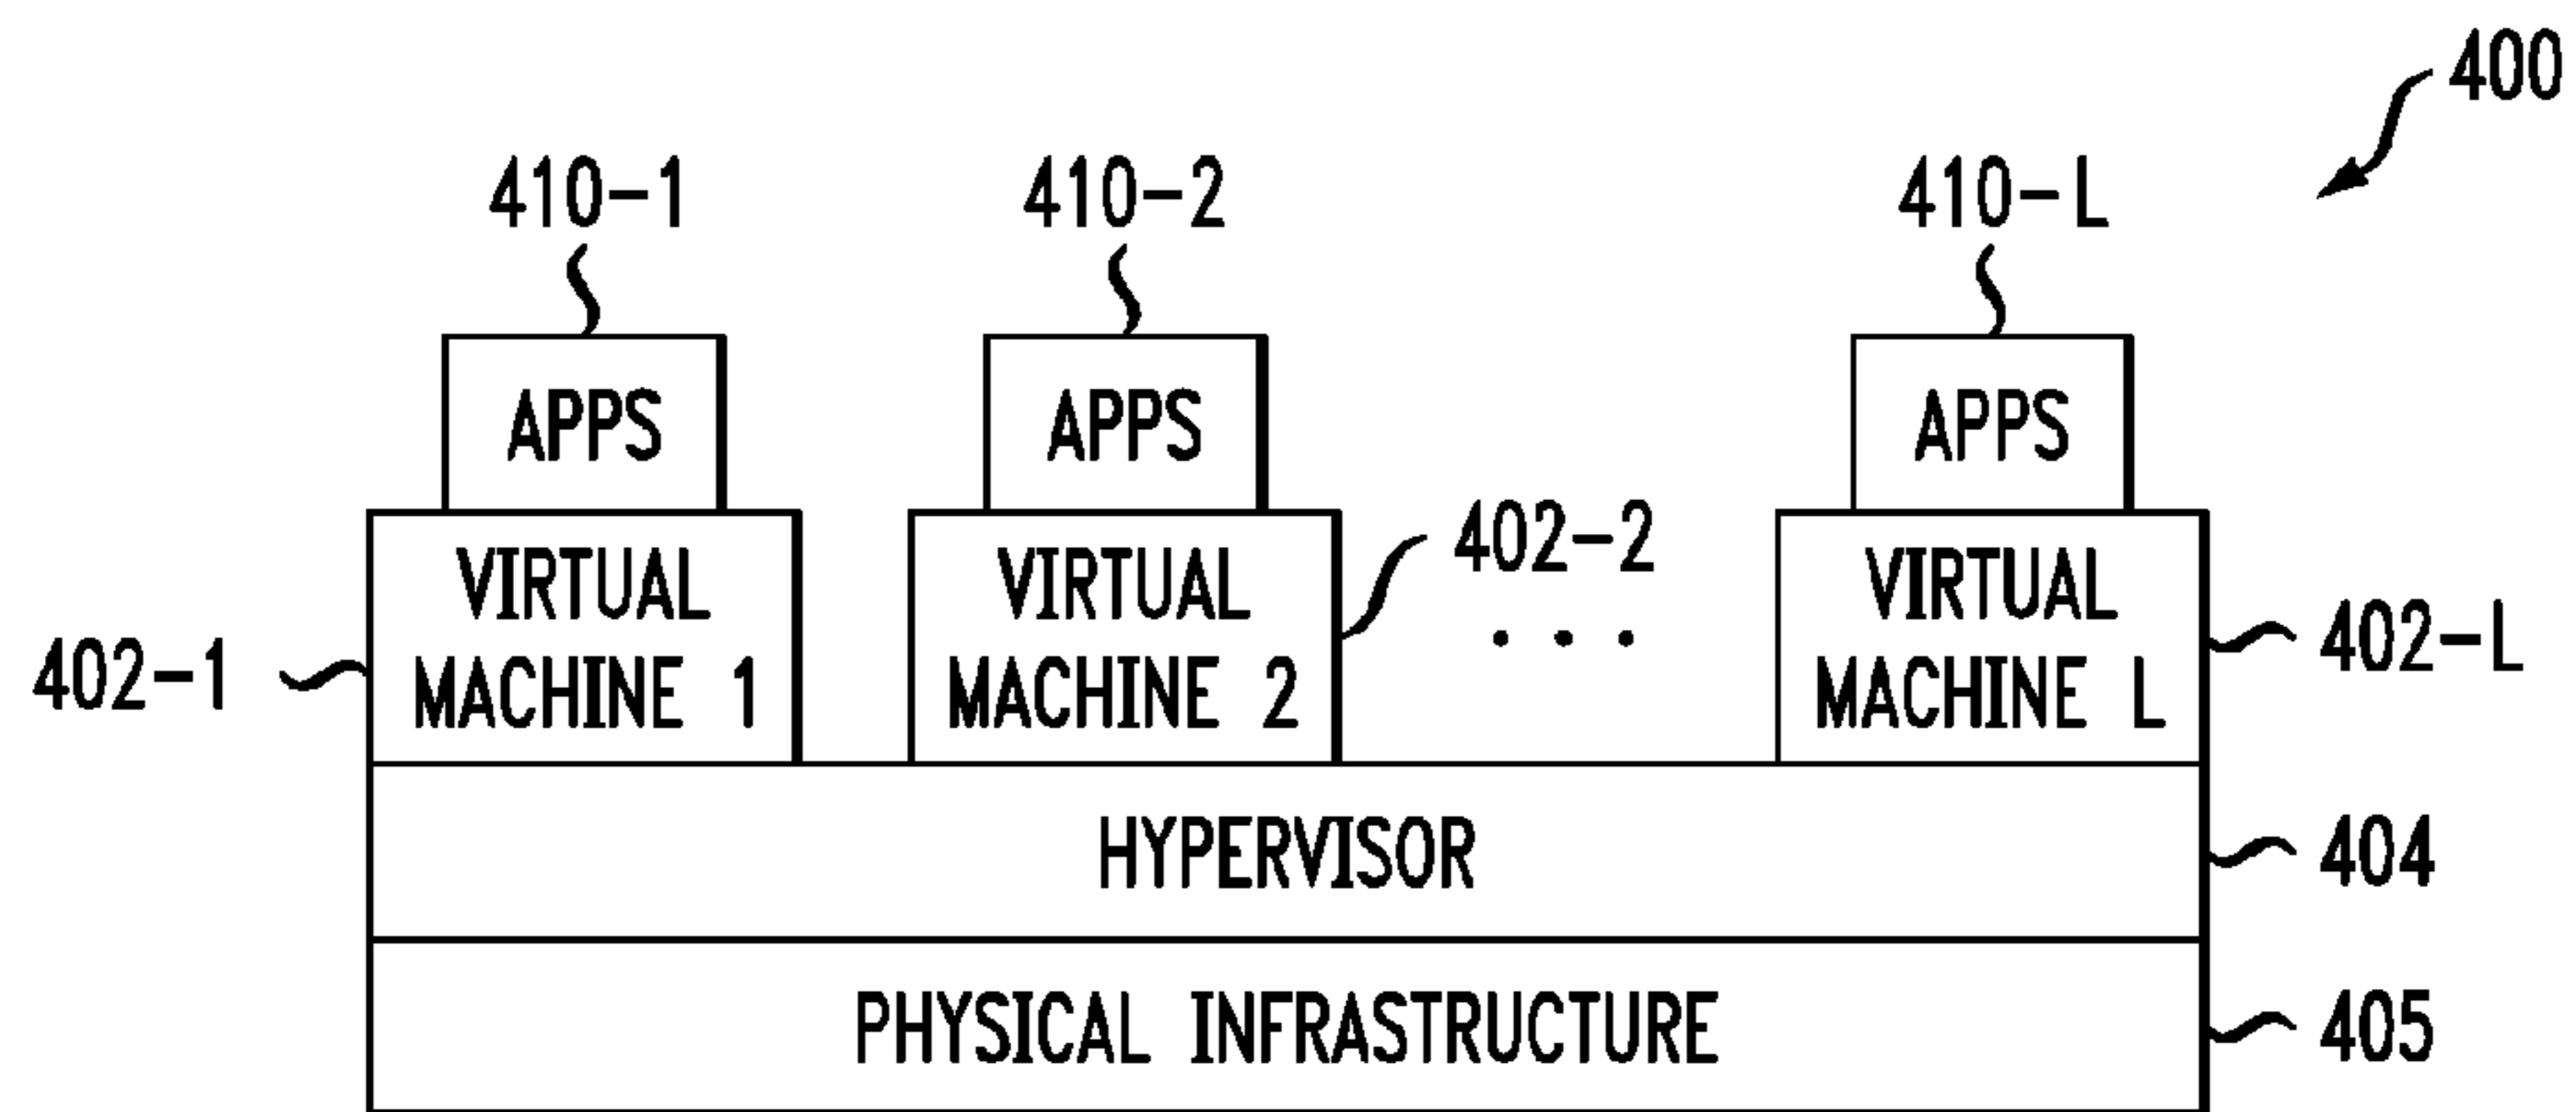 400
410-1 410-2 410-L
APPS APPS APPS
402-2
VIRTUAL VIRTUAL VIRTUAL
. . .
402-1 MACHINE 1 MACHINE 2 MACHINE L 402-L
HYPERVISOR 404
PHYSICAL INFRASTRUCTURE 405